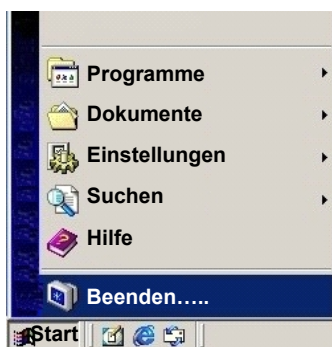 Programme
Dokumente
Einstellungen
Suchen
Hilfe
Beenden.....
Start